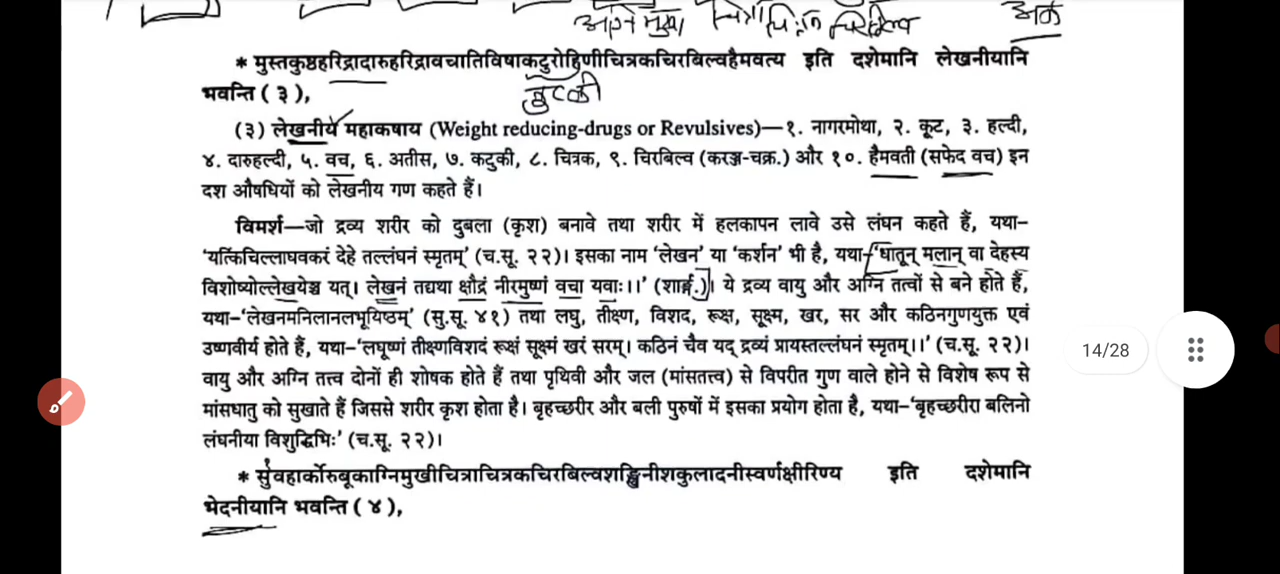 अग्नि मुखी चित्रा चिरबिल्व अर्क
* मुस्तकुष्ठहरिद्रादारुहरिद्रावचातिविषाकटुरोहिणीचित्रकचिरबिल्वहैमवत्य इति दशेमानि लेखनीयानि
भवन्ति ( ३ ),
कुटकी
(३) लेखनीय महाकषाय (Weight reducing-drugs or Revulsives)—१. नागरमोथा, २. कूट, ३. हल्दी,
४. दारुहल्दी, ५. वच, ६. अतीस, ७. कटुकी, ८. चित्रक, ९. चिरबिल्व (करञ्ज-चक्र.) और १०. हैमवती (सफेद वच) इन
दश औषधियों को लेखनीय गण कहते हैं।
विमर्श—जो द्रव्य शरीर को दुबला (कृश) बनावे तथा शरीर में हलकापन लावे उसे लंघन कहते हैं, यथा-
'यत्किंचिल्लाघवकरं देहे तल्लंघनं स्मृतम्' (च.सू. २२)। इसका नाम 'लेखन' या 'कर्शन' भी है, यथा-'धातून् मलान् वा देहस्य
विशोष्योल्लेखयेच्च यत्। लेखनं तद्यथा क्षौद्रं नीरमुष्णं वचा यवाः।।' (शार्ङ्ग.)। ये द्रव्य वायु और अग्नि तत्वों से बने होते हैं,
यथा-'लेखनमनिलानलभूयिष्ठम्' (सु.सू. ४१) तथा लघु, तीक्ष्ण, विशद, रूक्ष, सूक्ष्म, खर, सर और कठिनगुणयुक्त एवं
उष्णवीर्य होते हैं, यथा-'लघूष्णं तीक्ष्णविशदं रूक्षं सूक्ष्मं खरं सरम्। कठिनं चैव यद् द्रव्यं प्रायस्तल्लंघनं स्मृतम्।।' (च.सू. २२)।
वायु और अग्नि तत्त्व दोनों ही शोषक होते हैं तथा पृथिवी और जल (मांसतत्त्व) से विपरीत गुण वाले होने से विशेष रूप से
मांसधातु को सुखाते हैं जिससे शरीर कृश होता है। बृहच्छरीर और बली पुरुषों में इसका प्रयोग होता है, यथा-'बृहच्छरीरा बलिनो
लंघनीया विशुद्धिभिः' (च.सू. २२)।
* सुवहार्कोरुबूकाग्निमुखीचित्राचित्रकचिरबिल्वशङ्खिनीशकुलादनीस्वर्णक्षीरिण्य इति दशेमानि
भेदनीयानि भवन्ति ( ४ ),
14/28